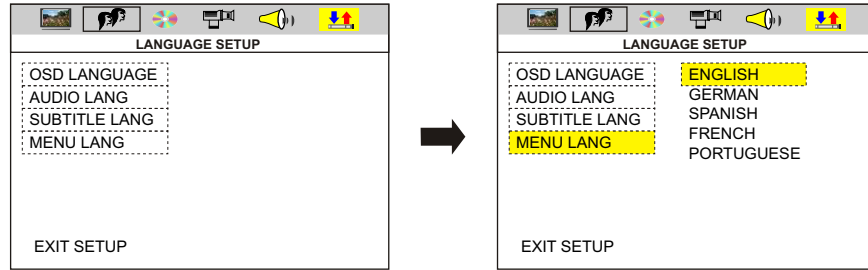 LANGUAGE SETUP
OSD LANGUAGE
AUDIO LANG
SUBTITLE LANG
MENU LANG
EXIT SETUP
LANGUAGE SETUP
OSD LANGUAGE
AUDIO LANG
SUBTITLE LANG
MENU LANG
ENGLISH
GERMAN
SPANISH
FRENCH
PORTUGUESE
EXIT SETUP